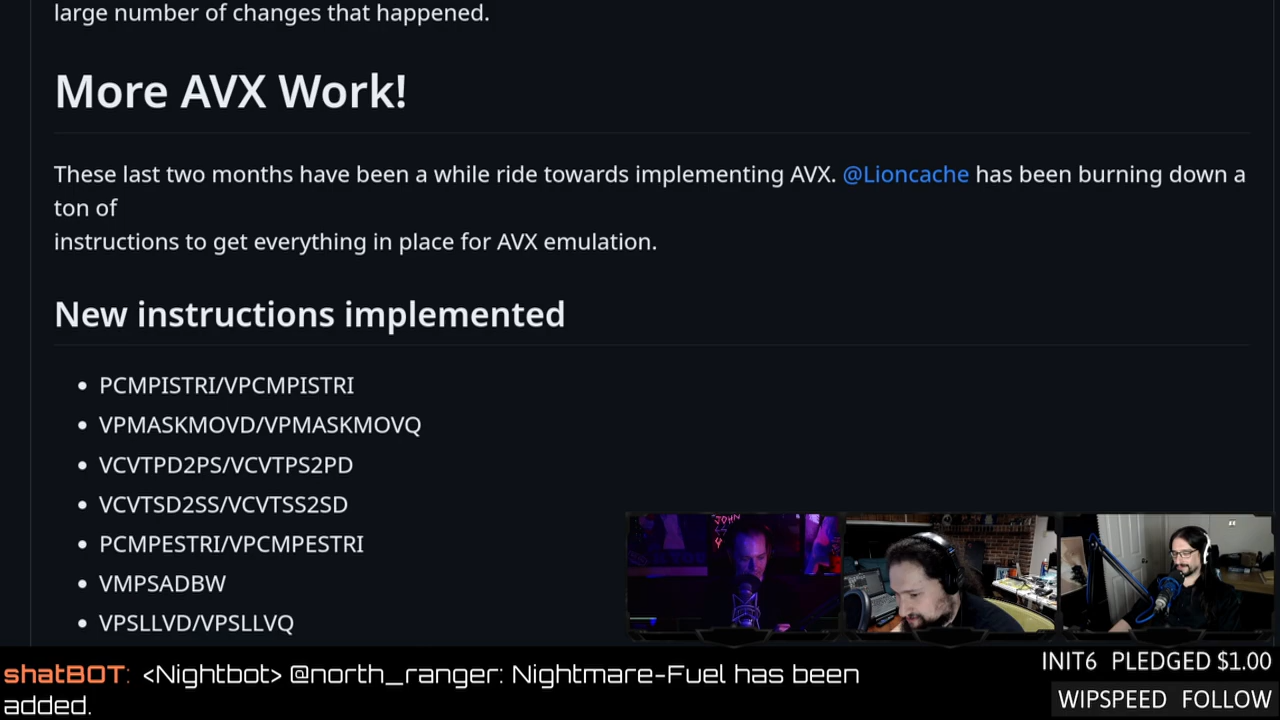 large number of changes that happened.
More AVX Work!
These last two months have been a while ride towards implementing AVX. @Lioncache has been burning down a
ton of
instructions to get everything in place for AVX emulation.
New instructions implemented
• PCMPISTRI/VPCMPISTRI
• VPMASKMOVD/VPMASKMOVQ
• VCVTPD2PS/VCVTPS2PD
• VCVTSD2SS/VCVTSS2SD
• PCMPESTRI/VPCMPESTRI
• VMPSADBW
• VPSLLVD/VPSLLVQ
JOHN
shatBOT: <Nightbot> @north_ranger: Nightmare-Fuel has been
added.
INIT6 PLEDGED $1.00
WIPSPEED FOLLOW